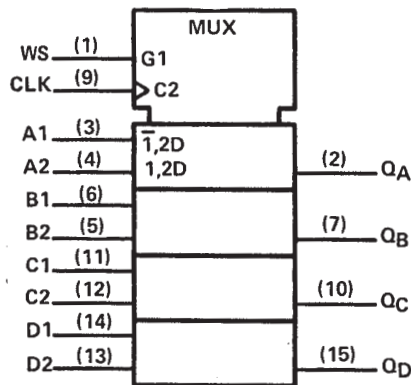 MUX
WS (1) G1
CLK (9) C2
A1 (3) 1̅,2D
A2 (4) 1,2D (2) QA
B1 (6)
B2 (5) (7) QB
C1 (11)
C2 (12) (10) QC
D1 (14)
D2 (13) (15) QD